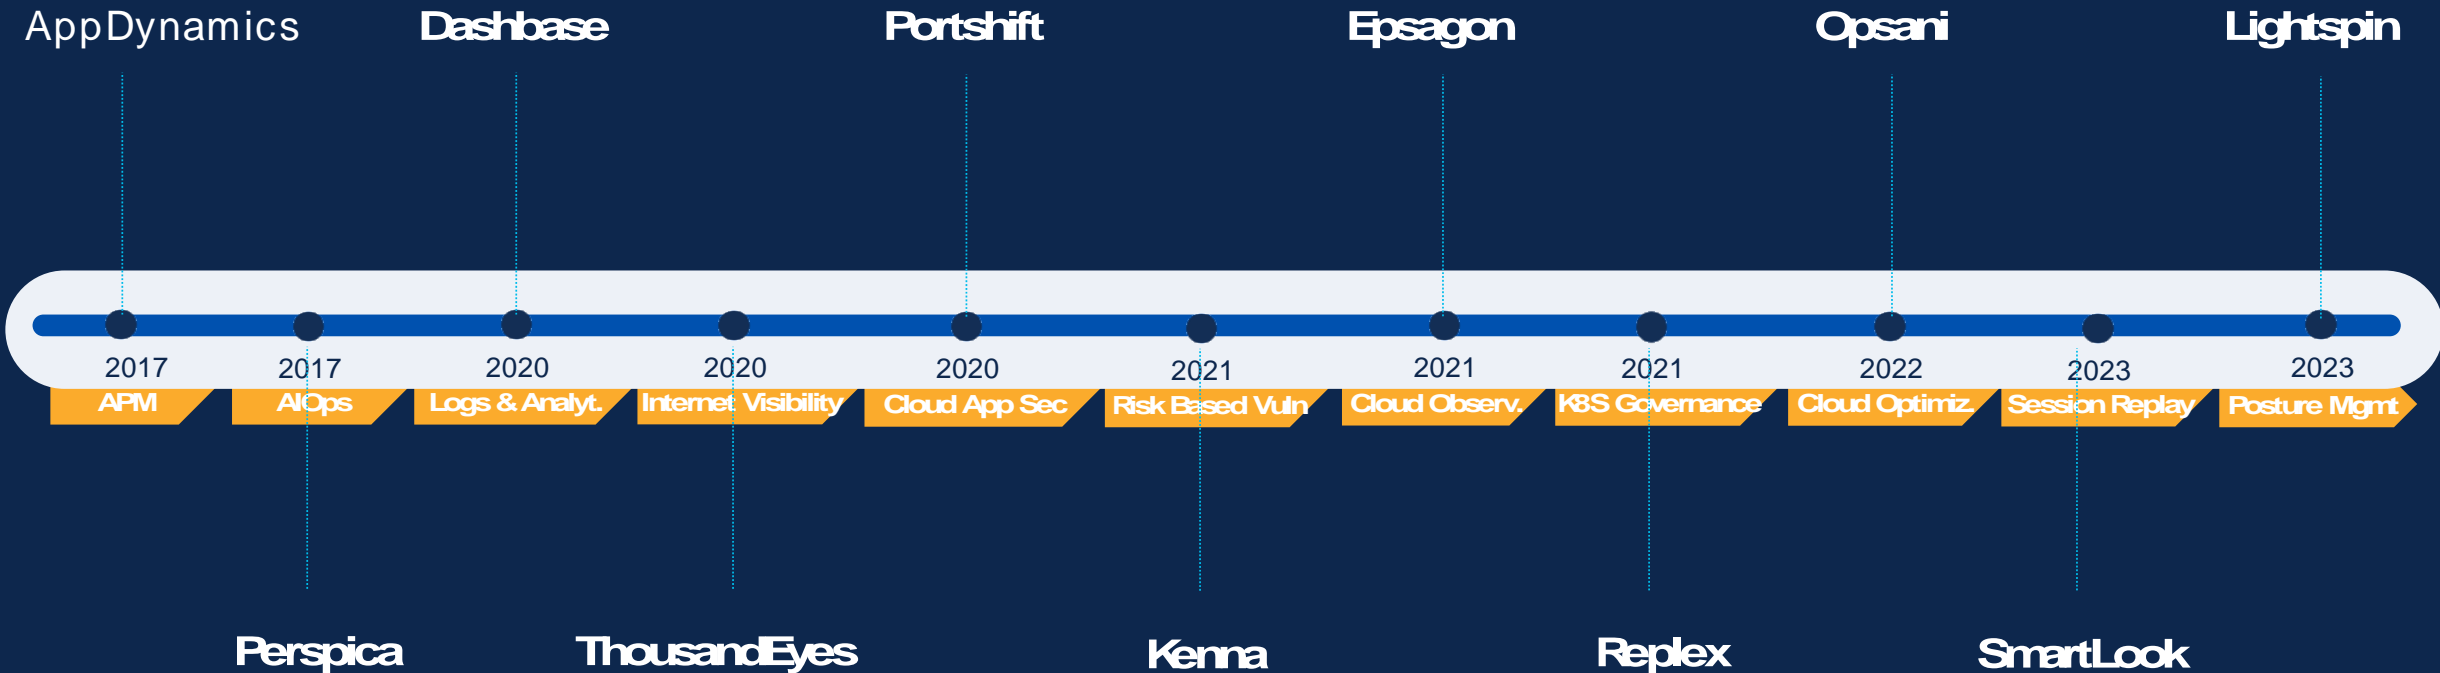 AppDynamics
Dashbase
Portshift
Epsagon
Opsani
Lightspin
2017
2017
2020
2020
2020
2021
2021
2021
2022
2023
2023
APM
AIOps
Logs & Analyt.
Internet Visibility
Cloud App Sec
Risk Based Vuln
Cloud Observ.
K8S Governance
Cloud Optimiz.
Session Replay
Posture Mgmt
Perspica
ThousandEyes
Kenna
Replex
SmartLook